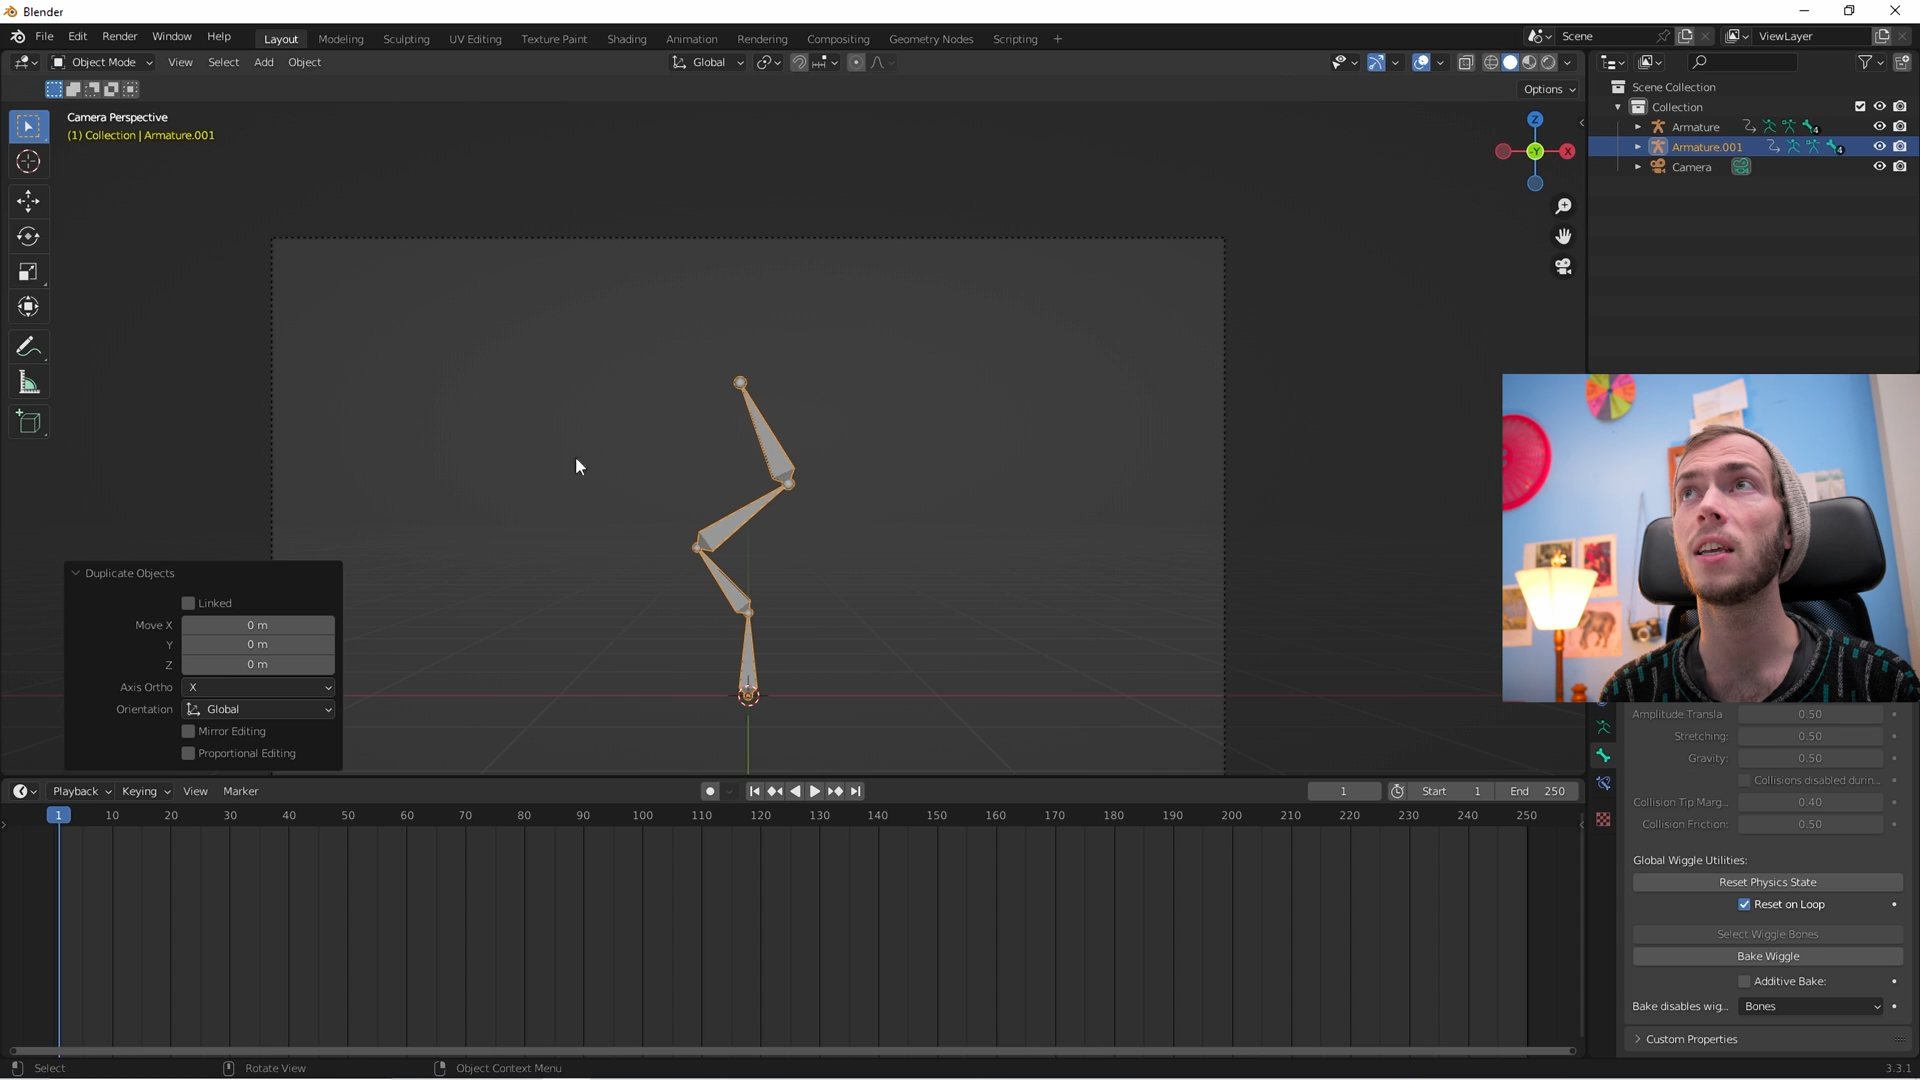 Blender
File Edit Render Window Help Layout Modeling Sculpting UV Editing Texture Paint Shading Animation Rendering Compositing Geometry Nodes Scripting + Scene ViewLayer
Object Mode View Select Add Object Global
Options
Camera Perspective
(1) Collection | Armature.001
Z
-Y
X
Scene Collection
Collection
Armature 4
Armature.001 4
Camera
Duplicate Objects
Linked
Move X 0 m
Y 0 m
Z 0 m
Axis Ortho X
Orientation Global
Mirror Editing
Proportional Editing
Amplitude Transla 0.50
Stretching: 0.50
Gravity: 0.50
Collisions disabled durin...
Collision Tip Marg... 0.40
Collision Friction: 0.50
Global Wiggle Utilities:
Reset Physics State
Reset on Loop
Select Wiggle Bones
Bake Wiggle
Additive Bake:
Bake disables wig... Bones
Custom Properties
Playback Keying View Marker 1 Start 1 End 250
1 10 20 30 40 50 60 70 80 90 100 110 120 130 140 150 160 170 180 190 200 210 220 230 240 250
Select Rotate View Object Context Menu 3.3.1